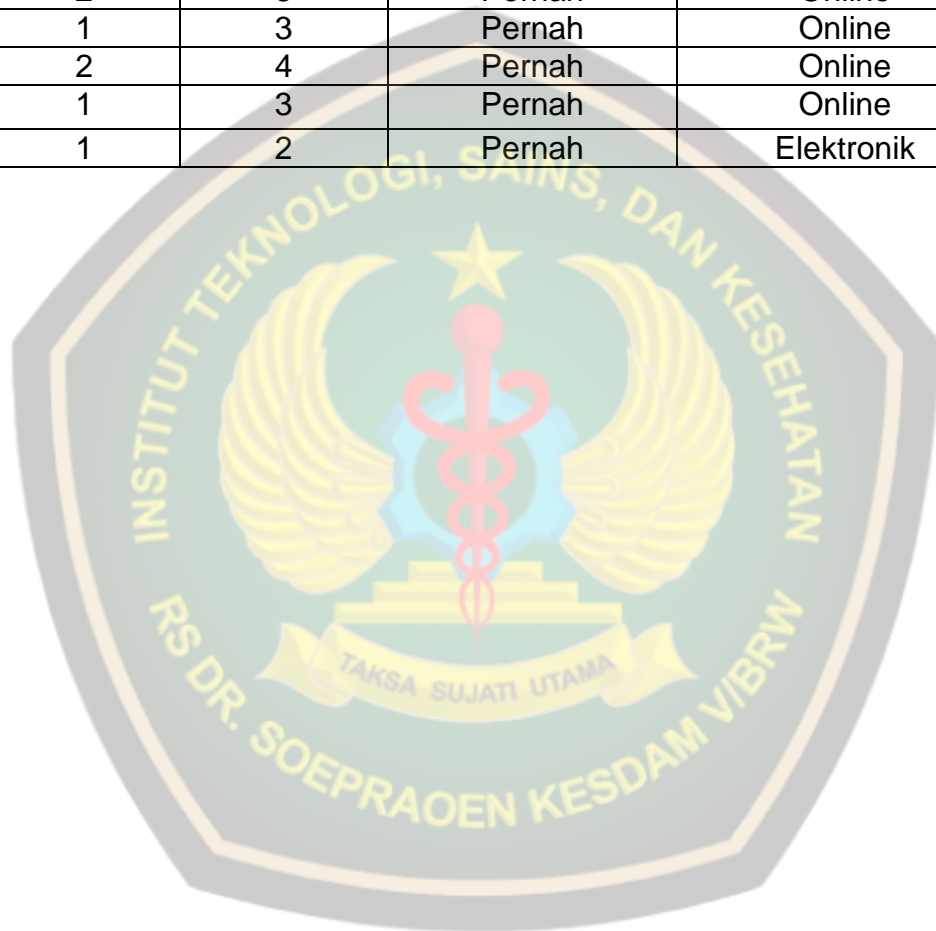 1 3 Pernah Online
2 4 Pernah Online
1 3 Pernah Online
1 2 Pernah Elektronik
INSTITUT TEKNOLOGI, SAINS, DAN KESEHATAN
TAKSA SUJATI UTAMA
RS DR. SOEPRAOEN KESDAM V/BRW